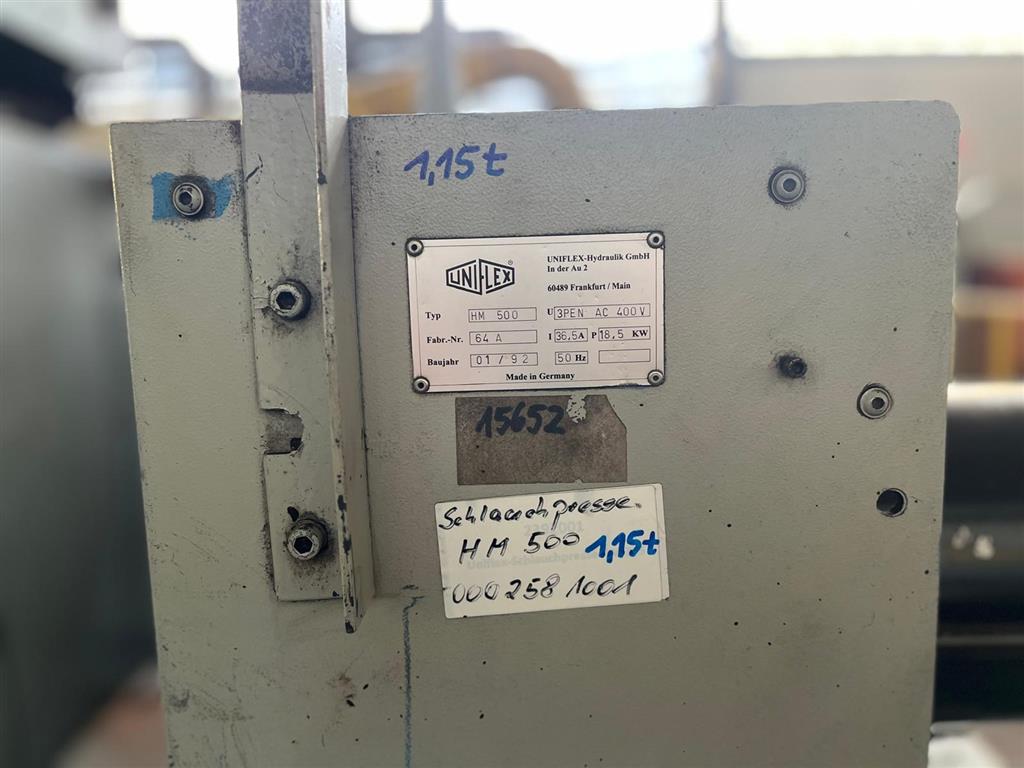 1,15t
UNIFLEX ®
UNIFLEX-Hydraulik GmbH
In der Au 2
60489 Frankfurt / Main
Typ HM 500 U 3PEN AC 400V
Fabr.-Nr. 64 A I 36,5A P 18,5 KW
Baujahr 01/92 50 Hz
Made in Germany
15652
Schlauchpresse.
HM 500 1,15t
000 258 1001